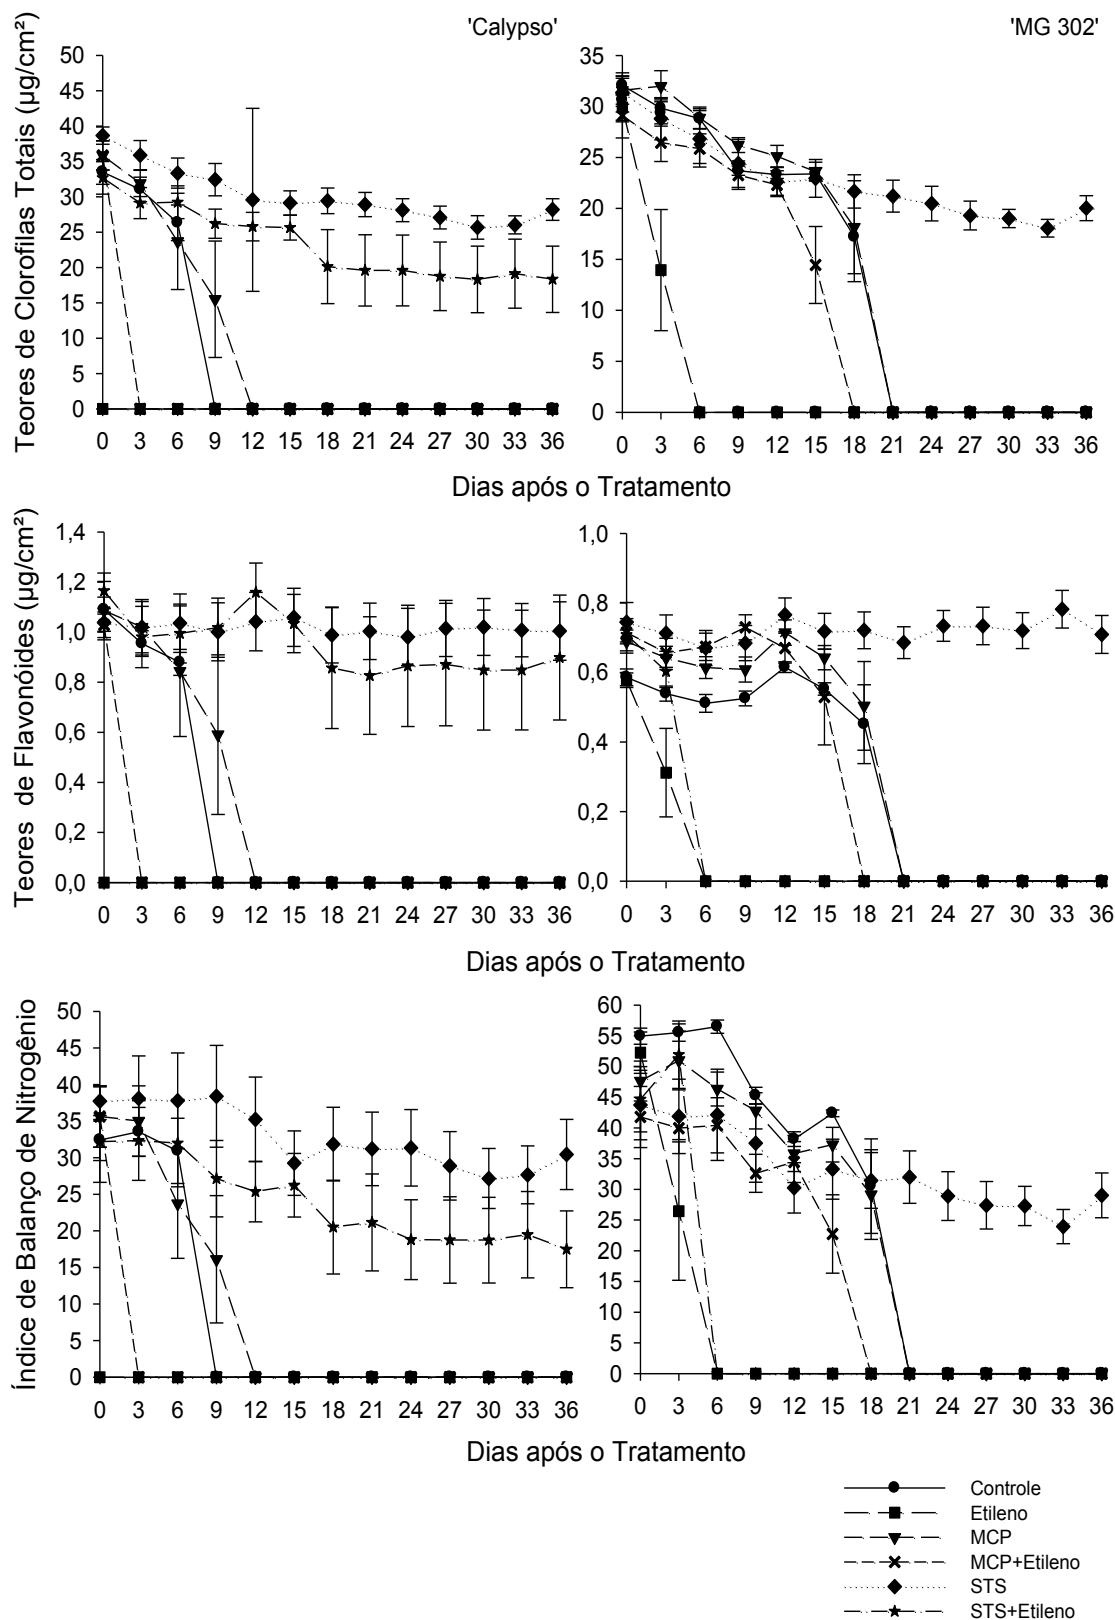 'Calypso'
'MG 302'
Teores de Clorofilas Totais (µg/cm²)
50
45
40
35
30
25
20
15
10
5
0
0 3 6 9 12 15 18 21 24 27 30 33 36
35
30
25
20
15
10
5
0
0 3 6 9 12 15 18 21 24 27 30 33 36
Dias após o Tratamento
Teores de Flavonóides (µg/cm²)
1,4
1,2
1,0
0,8
0,6
0,4
0,2
0,0
0 3 6 9 12 15 18 21 24 27 30 33 36
1,0
0,8
0,6
0,4
0,2
0,0
0 3 6 9 12 15 18 21 24 27 30 33 36
Dias após o Tratamento
Índice de Balanço de Nitrogênio
50
45
40
35
30
25
20
15
10
5
0
0 3 6 9 12 15 18 21 24 27 30 33 36
60
55
50
45
40
35
30
25
20
15
10
5
0
0 3 6 9 12 15 18 21 24 27 30 33 36
Dias após o Tratamento
Controle
Etileno
MCP
MCP+Etileno
STS
STS+Etileno